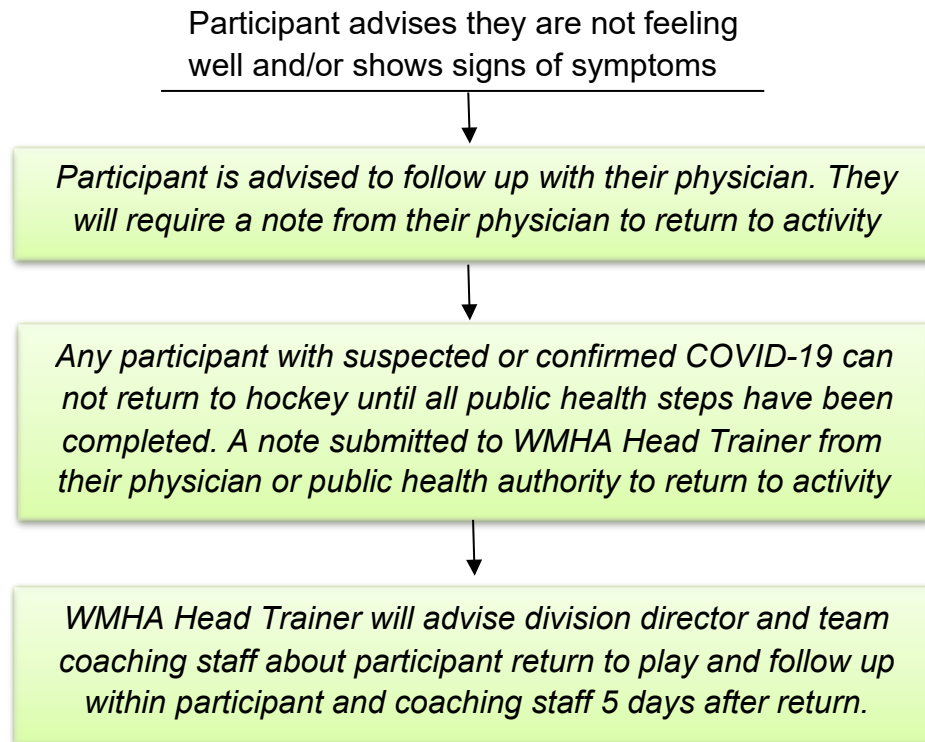 Participant advises they are not feeling
well and/or shows signs of symptoms
Participant is advised to follow up with their physician. They
will require a note from their physician to return to activity
Any participant with suspected or confirmed COVID-19 can
not return to hockey until all public health steps have been
completed. A note submitted to WMHA Head Trainer from
their physician or public health authority to return to activity
WMHA Head Trainer will advise division director and team
coaching staff about participant return to play and follow up
within participant and coaching staff 5 days after return.